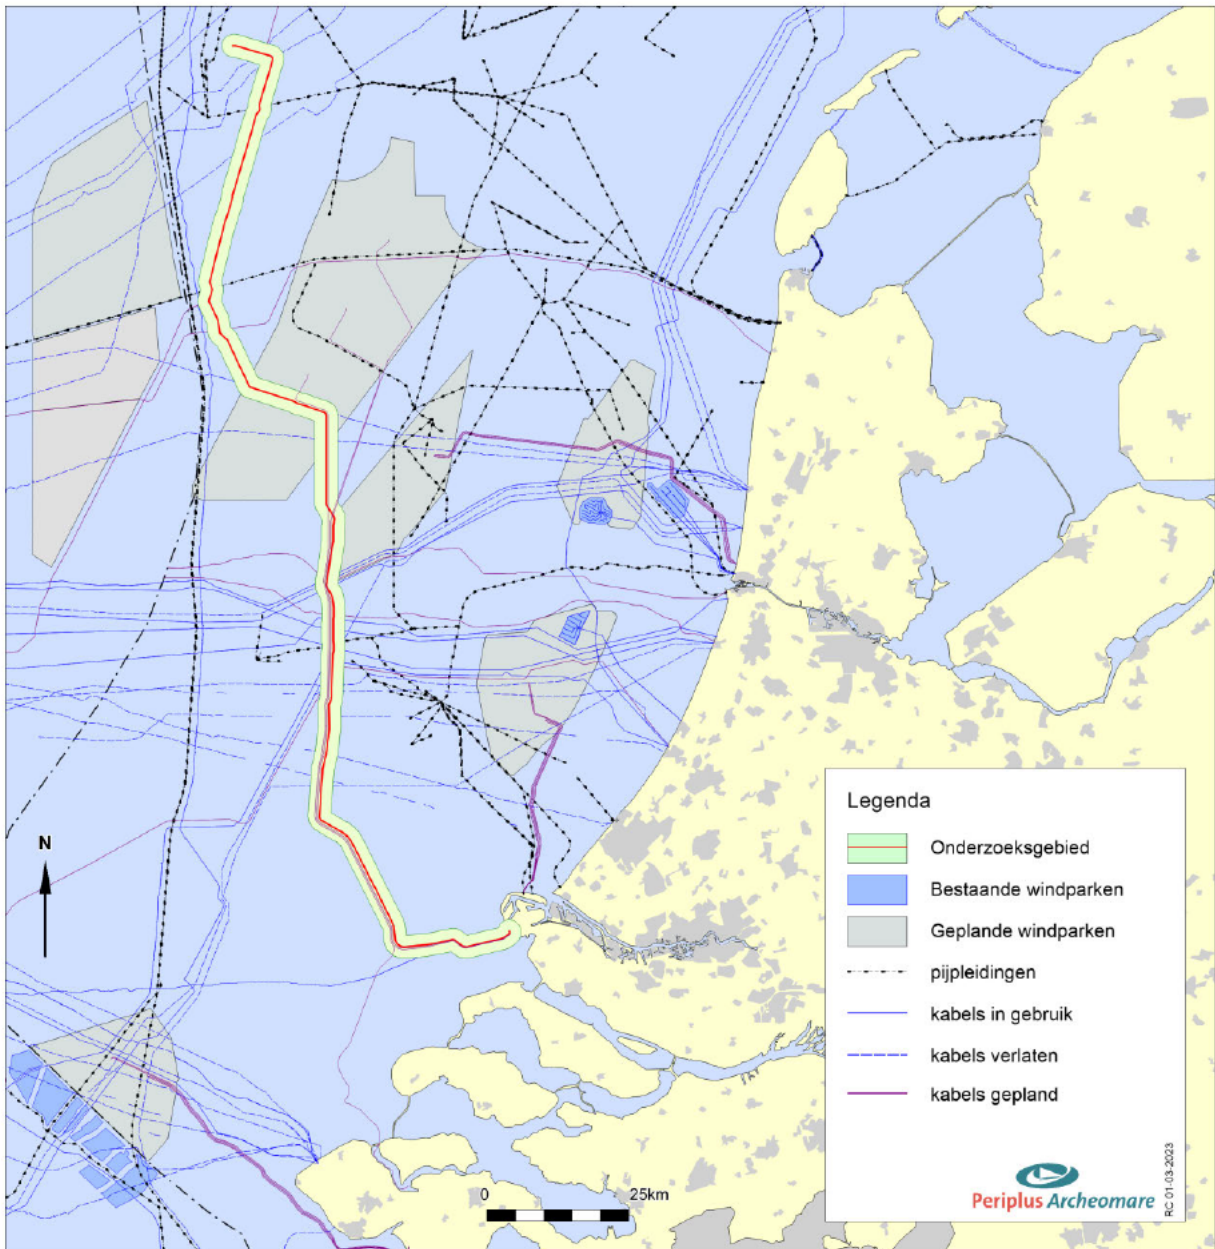 N
Legenda
Onderzoeksgebied
Bestaande windparken
Geplande windparken
pijpleidingen
kabels in gebruik
kabels verlaten
kabels gepland
Periplus Archeomare
RC 01-03-2023
0 25km